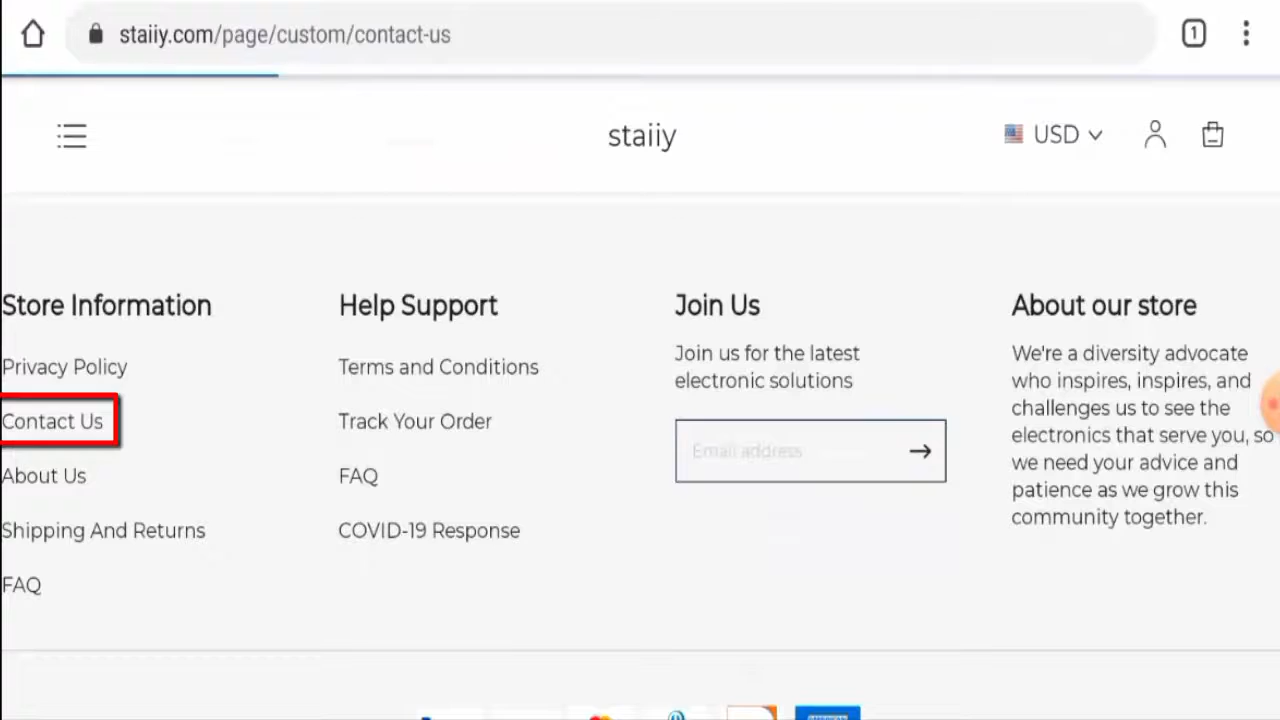 staiiy.com/page/custom/contact-us
1
staiiy
USD
Store Information
Privacy Policy
Contact Us
About Us
Shipping And Returns
FAQ
Help Support
Terms and Conditions
Track Your Order
FAQ
COVID-19 Response
Join Us
Join us for the latest
electronic solutions
Email address
About our store
We're a diversity advocate
who inspires, inspires, and
challenges us to see the
electronics that serve you, so
we need your advice and
patience as we grow this
community together.